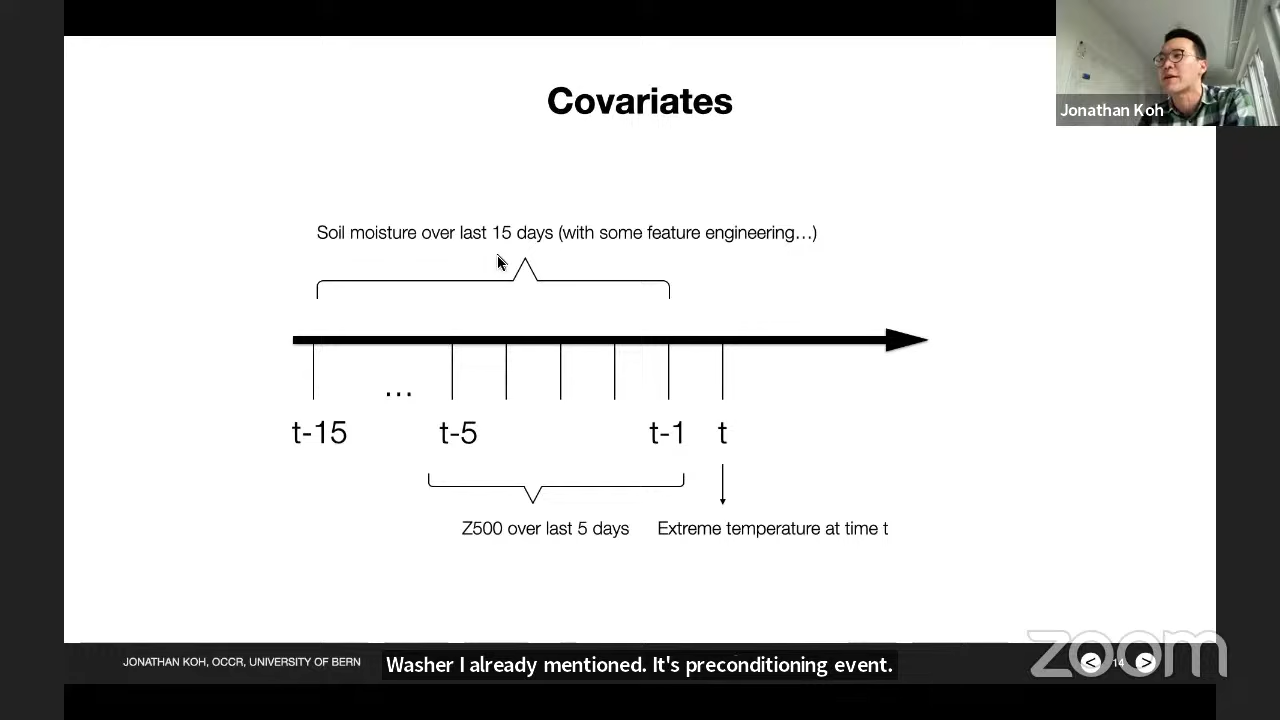 Covariates
Jonathan Koh
Soil moisture over last 15 days (with some feature engineering...)
...
t-15 t-5 t-1 t
Z500 over last 5 days Extreme temperature at time t
JONATHAN KOH, OCCR, UNIVERSITY OF BERN
Washer I already mentioned. It's preconditioning event.
< 14 >
zoom